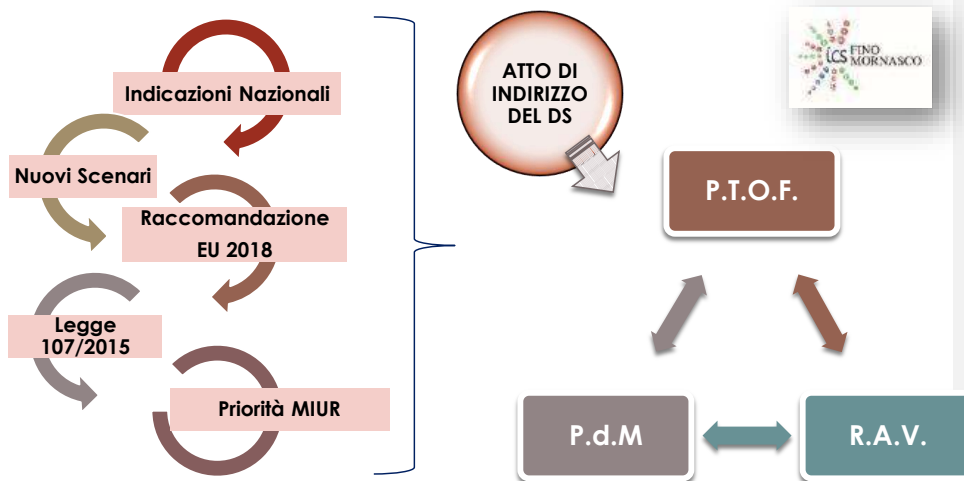 Indicazioni Nazionali
Nuovi Scenari
Raccomandazione
EU 2018
Legge
107/2015
Priorità MIUR
ATTO DI
INDIRIZZO
DEL DS
ics FINO
MORNASCO
P.T.O.F.
P.d.M
R.A.V.